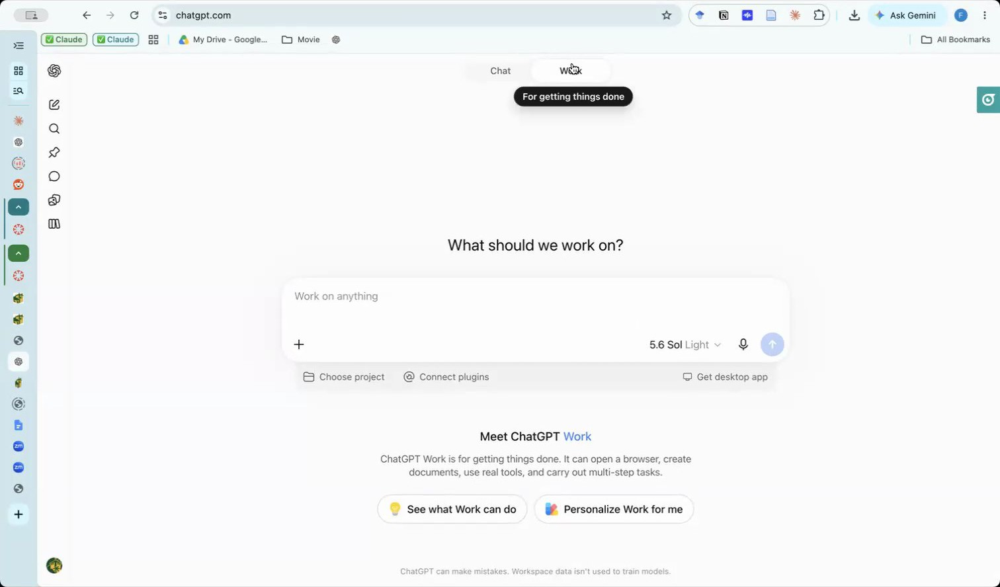 chatgpt.com
Ask Gemini
F
Claude
Claude
My Drive - Google...
Movie
All Bookmarks
Chat
Work
For getting things done
What should we work on?
Work on anything
5.6 Sol Light
Choose project
Connect plugins
Get desktop app
Meet ChatGPT Work
ChatGPT Work is for getting things done. It can open a browser, create
documents, use real tools, and carry out multi-step tasks.
See what Work can do
Personalize Work for me
zm
zm
ChatGPT can make mistakes. Workspace data isn't used to train models.